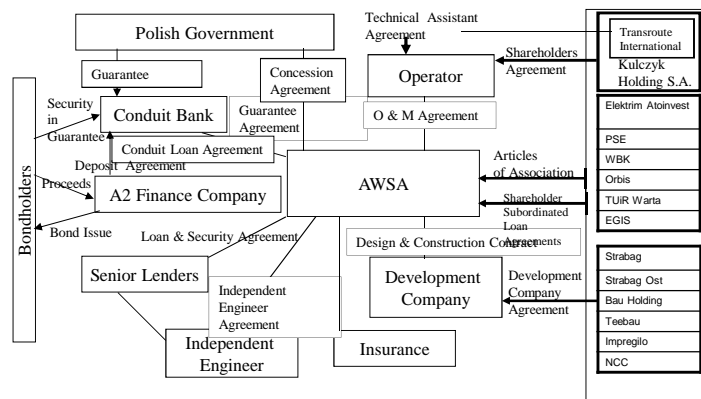 Polish Government
Technical Assistant
Agreement
Transroute
International
Kulczyk
Holding S.A.
Shareholders
Agreement
Operator
Guarantee
Concession
Agreement
Security
in
Guarantee
Conduit Bank
Guarantee
Agreement
O & M Agreement
Elektrim Atoinvest
PSE
WBK
Orbis
TUiR Warta
EGIS
Conduit Loan Agreement
Deposit Agreement
Articles
of Association
AWSA
Proceeds
A2 Finance Company
Bondholders
Bond Issue
Shareholder
Subordinated
Loan
Agreements
Loan & Security Agreement
Design & Construction Contract
Senior Lenders
Independent
Engineer
Agreement
Development
Company
Development
Company
Agreement
Strabag
Strabag Ost
Bau Holding
Teebau
Impregilo
NCC
Independent
Engineer
Insurance